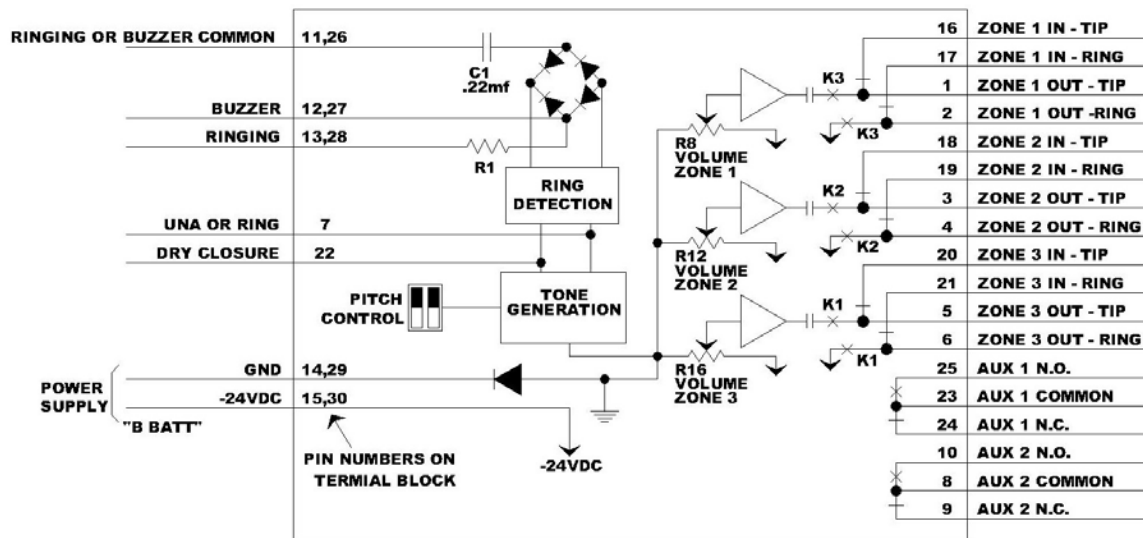 RINGING OR BUZZER COMMON
11,26
C1
.22mf
BUZZER
12,27
RINGING
13,28
R1
RING
DETECTION
UNA OR RING
7
DRY CLOSURE
22
PITCH
CONTROL
TONE
GENERATION
POWER
SUPPLY
GND
14,29
-24VDC
15,30
"B BATT"
PIN NUMBERS ON
TERMIAL BLOCK
-24VDC
R8
VOLUME
ZONE 1
K3
K3
R12
VOLUME
ZONE 2
K2
K2
R16
VOLUME
ZONE 3
K1
K1
16 ZONE 1 IN - TIP
17 ZONE 1 IN - RING
1 ZONE 1 OUT - TIP
2 ZONE 1 OUT -RING
18 ZONE 2 IN - TIP
19 ZONE 2 IN - RING
3 ZONE 2 OUT - TIP
4 ZONE 2 OUT - RING
20 ZONE 3 IN - TIP
21 ZONE 3 IN - RING
5 ZONE 3 OUT - TIP
6 ZONE 3 OUT - RING
25 AUX 1 N.O.
23 AUX 1 COMMON
24 AUX 1 N.C.
10 AUX 2 N.O.
8 AUX 2 COMMON
9 AUX 2 N.C.